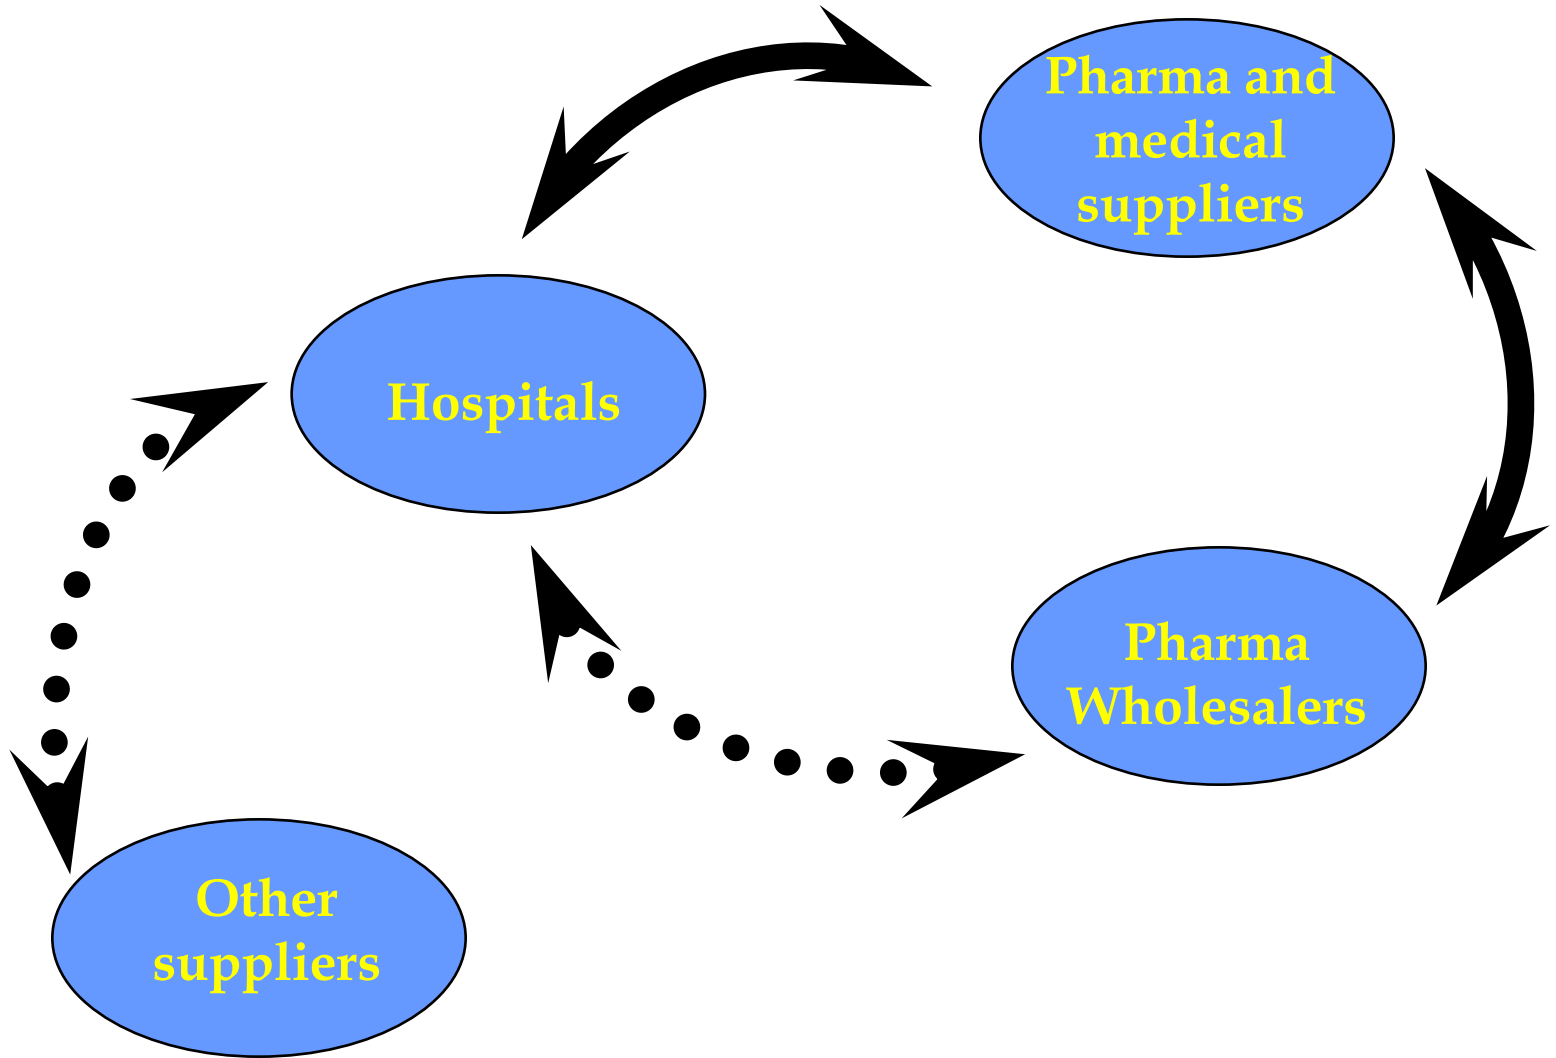 Pharma and
medical
suppliers
Hospitals
Pharma
Wholesalers
Other
suppliers